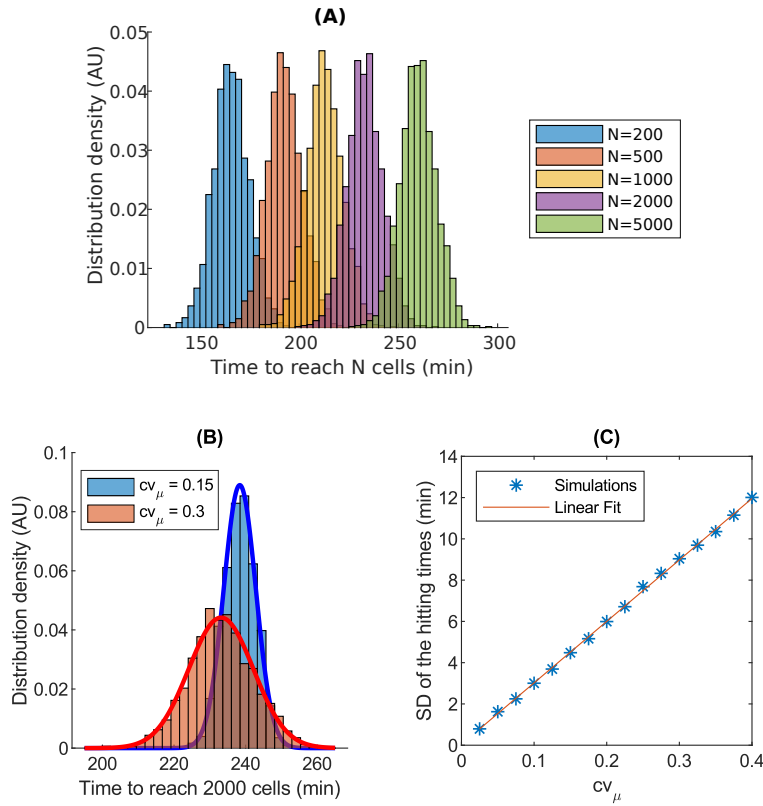 (A)
Distribution density (AU)
0.05
0.04
0.03
0.02
0.01
0
150
200
250
300
Time to reach N cells (min)
N=200
N=500
N=1000
N=2000
N=5000
(B)
Distribution density (AU)
0.1
0.08
0.06
0.04
0.02
0
200
220
240
260
Time to reach 2000 cells (min)
cv_μ = 0.15
cv_μ = 0.3
(C)
SD of the hitting times (min)
14
12
10
8
6
4
2
0
0
0.1
0.2
0.3
0.4
cv_μ
Simulations
Linear Fit